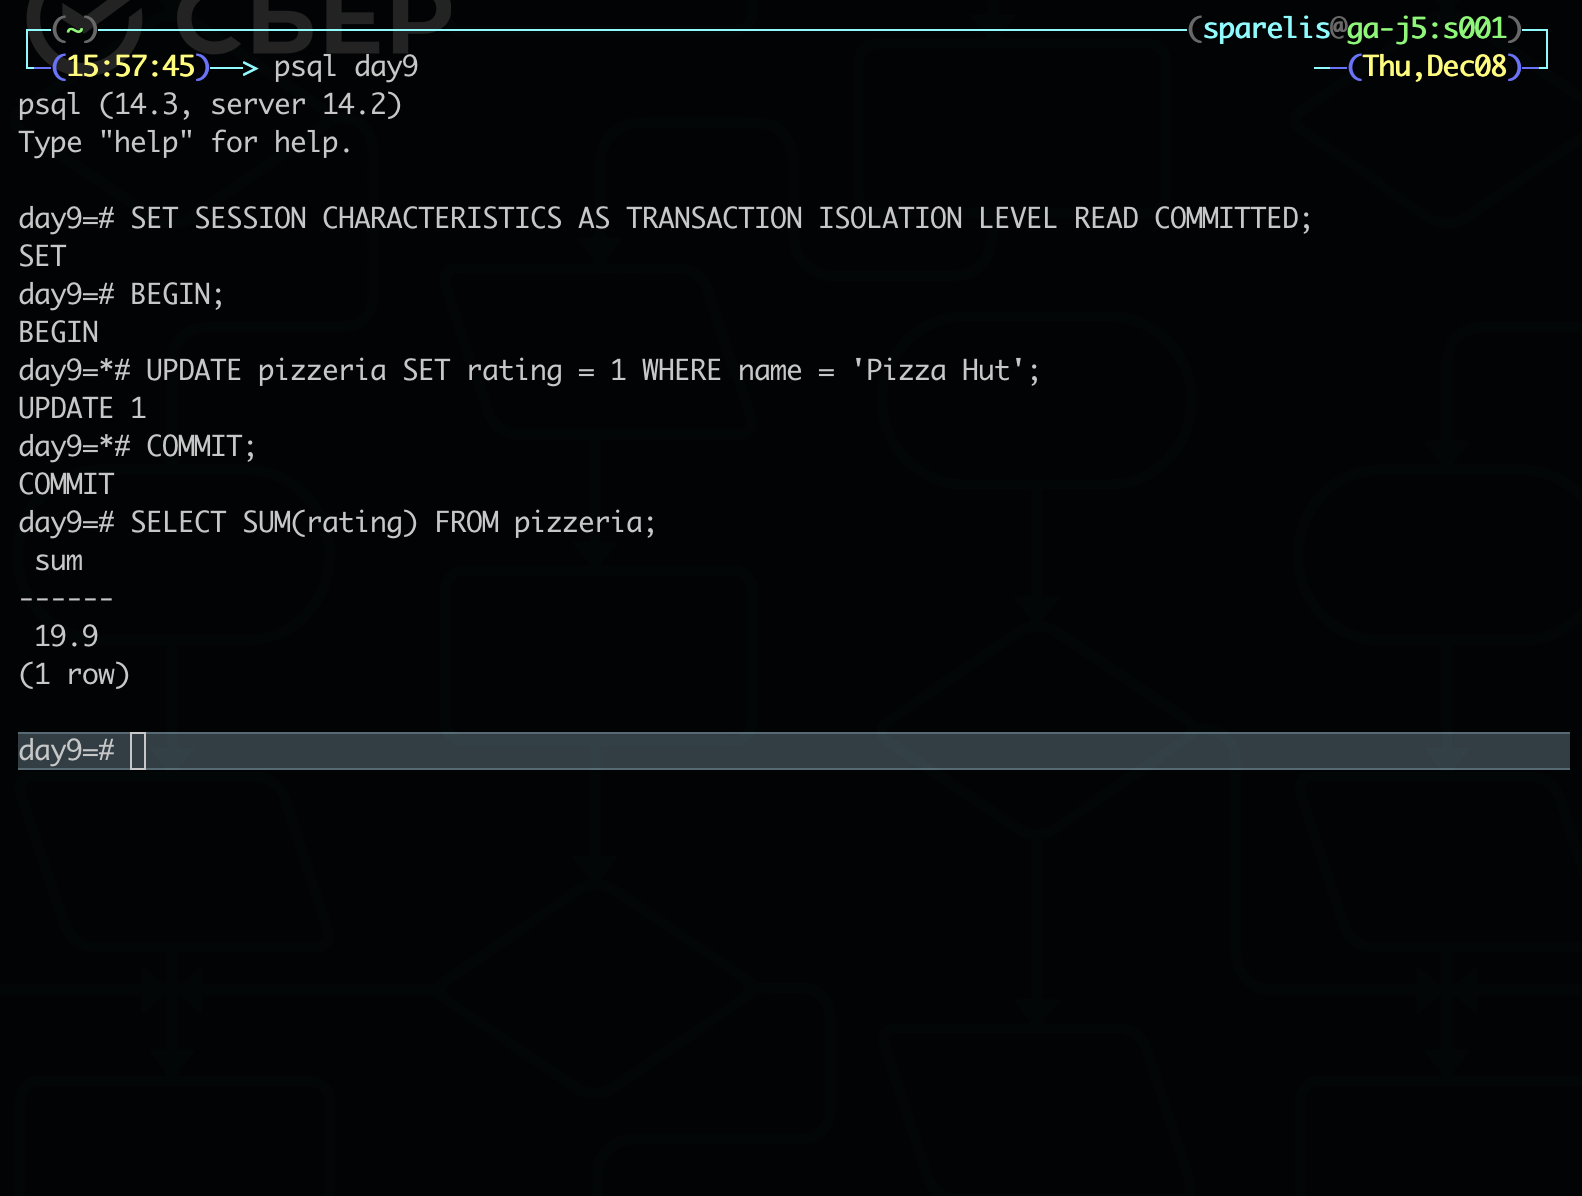 СБЕР
(~) (sparelis@ga-j5:s001)
(15:57:45)──> psql day9 (Thu,Dec08)
psql (14.3, server 14.2)
Type "help" for help.
day9=# SET SESSION CHARACTERISTICS AS TRANSACTION ISOLATION LEVEL READ COMMITTED;
SET
day9=# BEGIN;
BEGIN
day9=*# UPDATE pizzeria SET rating = 1 WHERE name = 'Pizza Hut';
UPDATE 1
day9=*# COMMIT;
COMMIT
day9=# SELECT SUM(rating) FROM pizzeria;
sum
------
19.9
(1 row)
day9=#